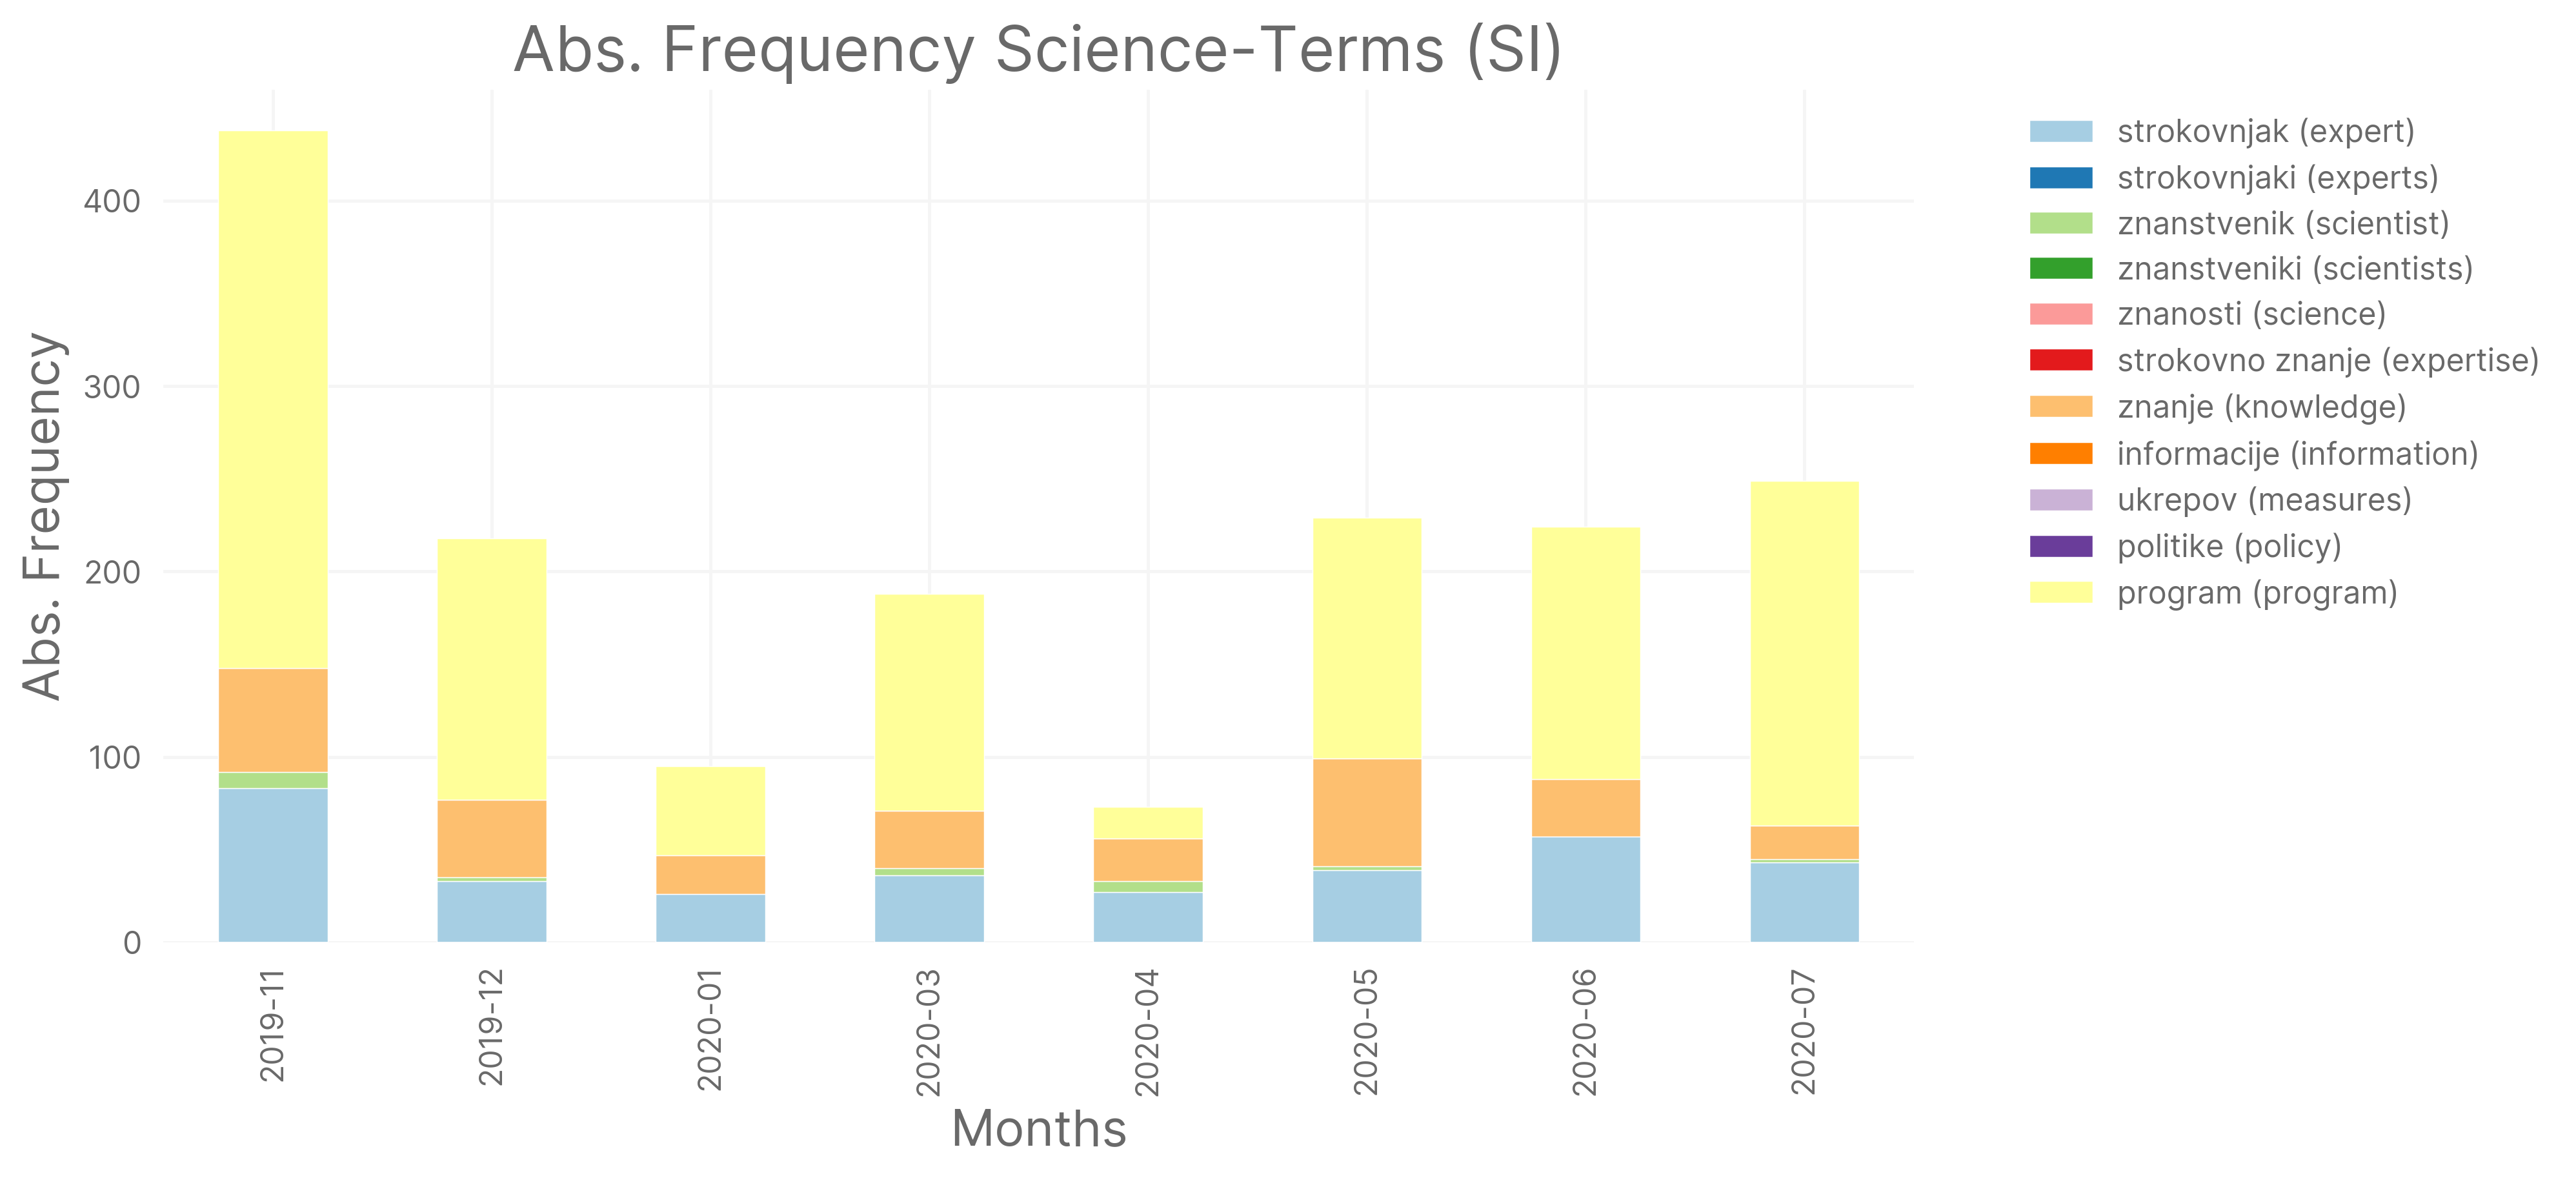 Abs. Frequency Science-Terms (SI)
Abs. Frequency
400
300
200
100
0
2019-11
2019-12
2020-01
2020-03
2020-04
2020-05
2020-06
2020-07
Months
strokovnjak (expert)
strokovnjaki (experts)
znanstvenik (scientist)
znanstveniki (scientists)
znanosti (science)
strokovno znanje (expertise)
znanje (knowledge)
informacije (information)
ukrepov (measures)
politike (policy)
program (program)